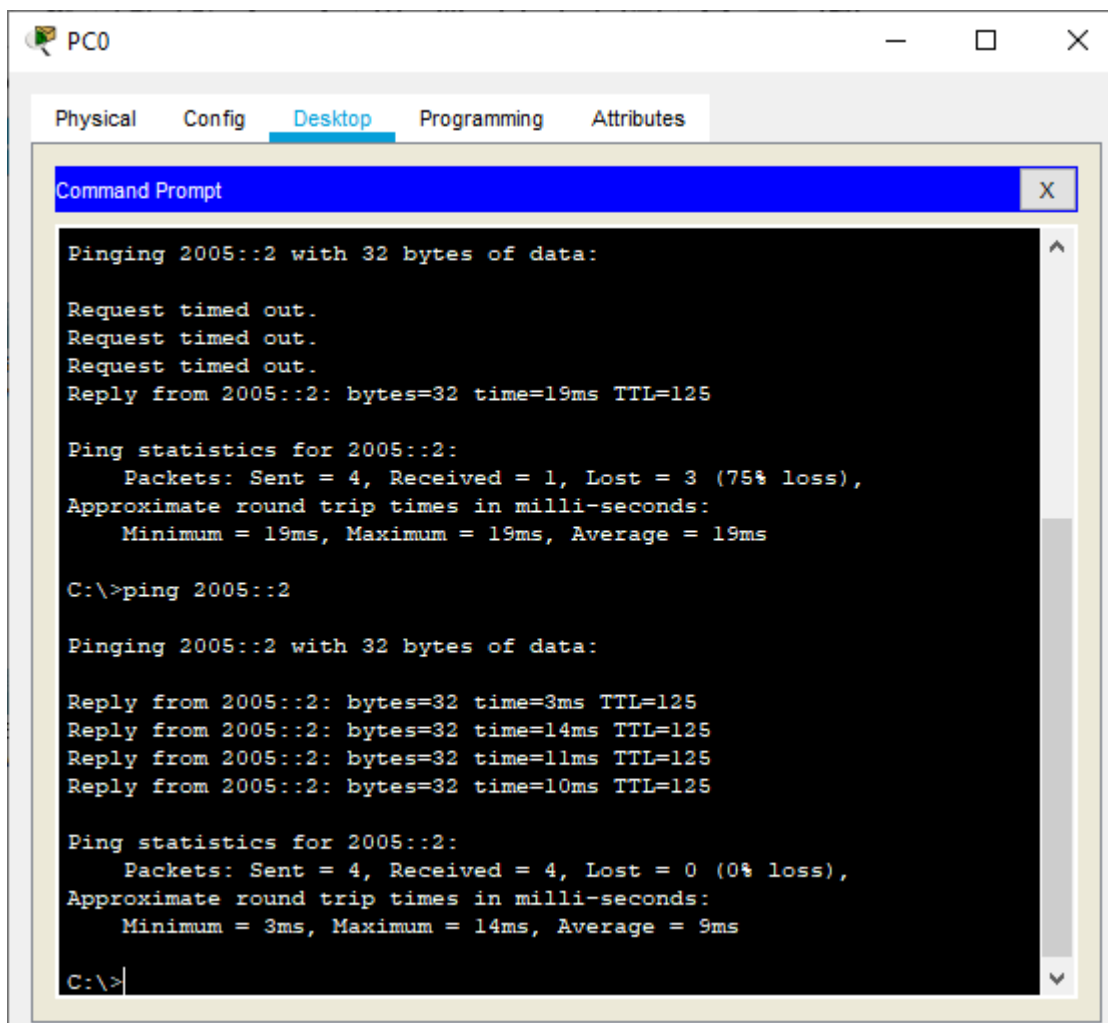 PC0
Physical Config Desktop Programming Attributes
Command Prompt X
Pinging 2005::2 with 32 bytes of data:
Request timed out.
Request timed out.
Request timed out.
Reply from 2005::2: bytes=32 time=19ms TTL=125
Ping statistics for 2005::2:
Packets: Sent = 4, Received = 1, Lost = 3 (75% loss),
Approximate round trip times in milli-seconds:
Minimum = 19ms, Maximum = 19ms, Average = 19ms
C:\>ping 2005::2
Pinging 2005::2 with 32 bytes of data:
Reply from 2005::2: bytes=32 time=3ms TTL=125
Reply from 2005::2: bytes=32 time=14ms TTL=125
Reply from 2005::2: bytes=32 time=11ms TTL=125
Reply from 2005::2: bytes=32 time=10ms TTL=125
Ping statistics for 2005::2:
Packets: Sent = 4, Received = 4, Lost = 0 (0% loss),
Approximate round trip times in milli-seconds:
Minimum = 3ms, Maximum = 14ms, Average = 9ms
C:\>